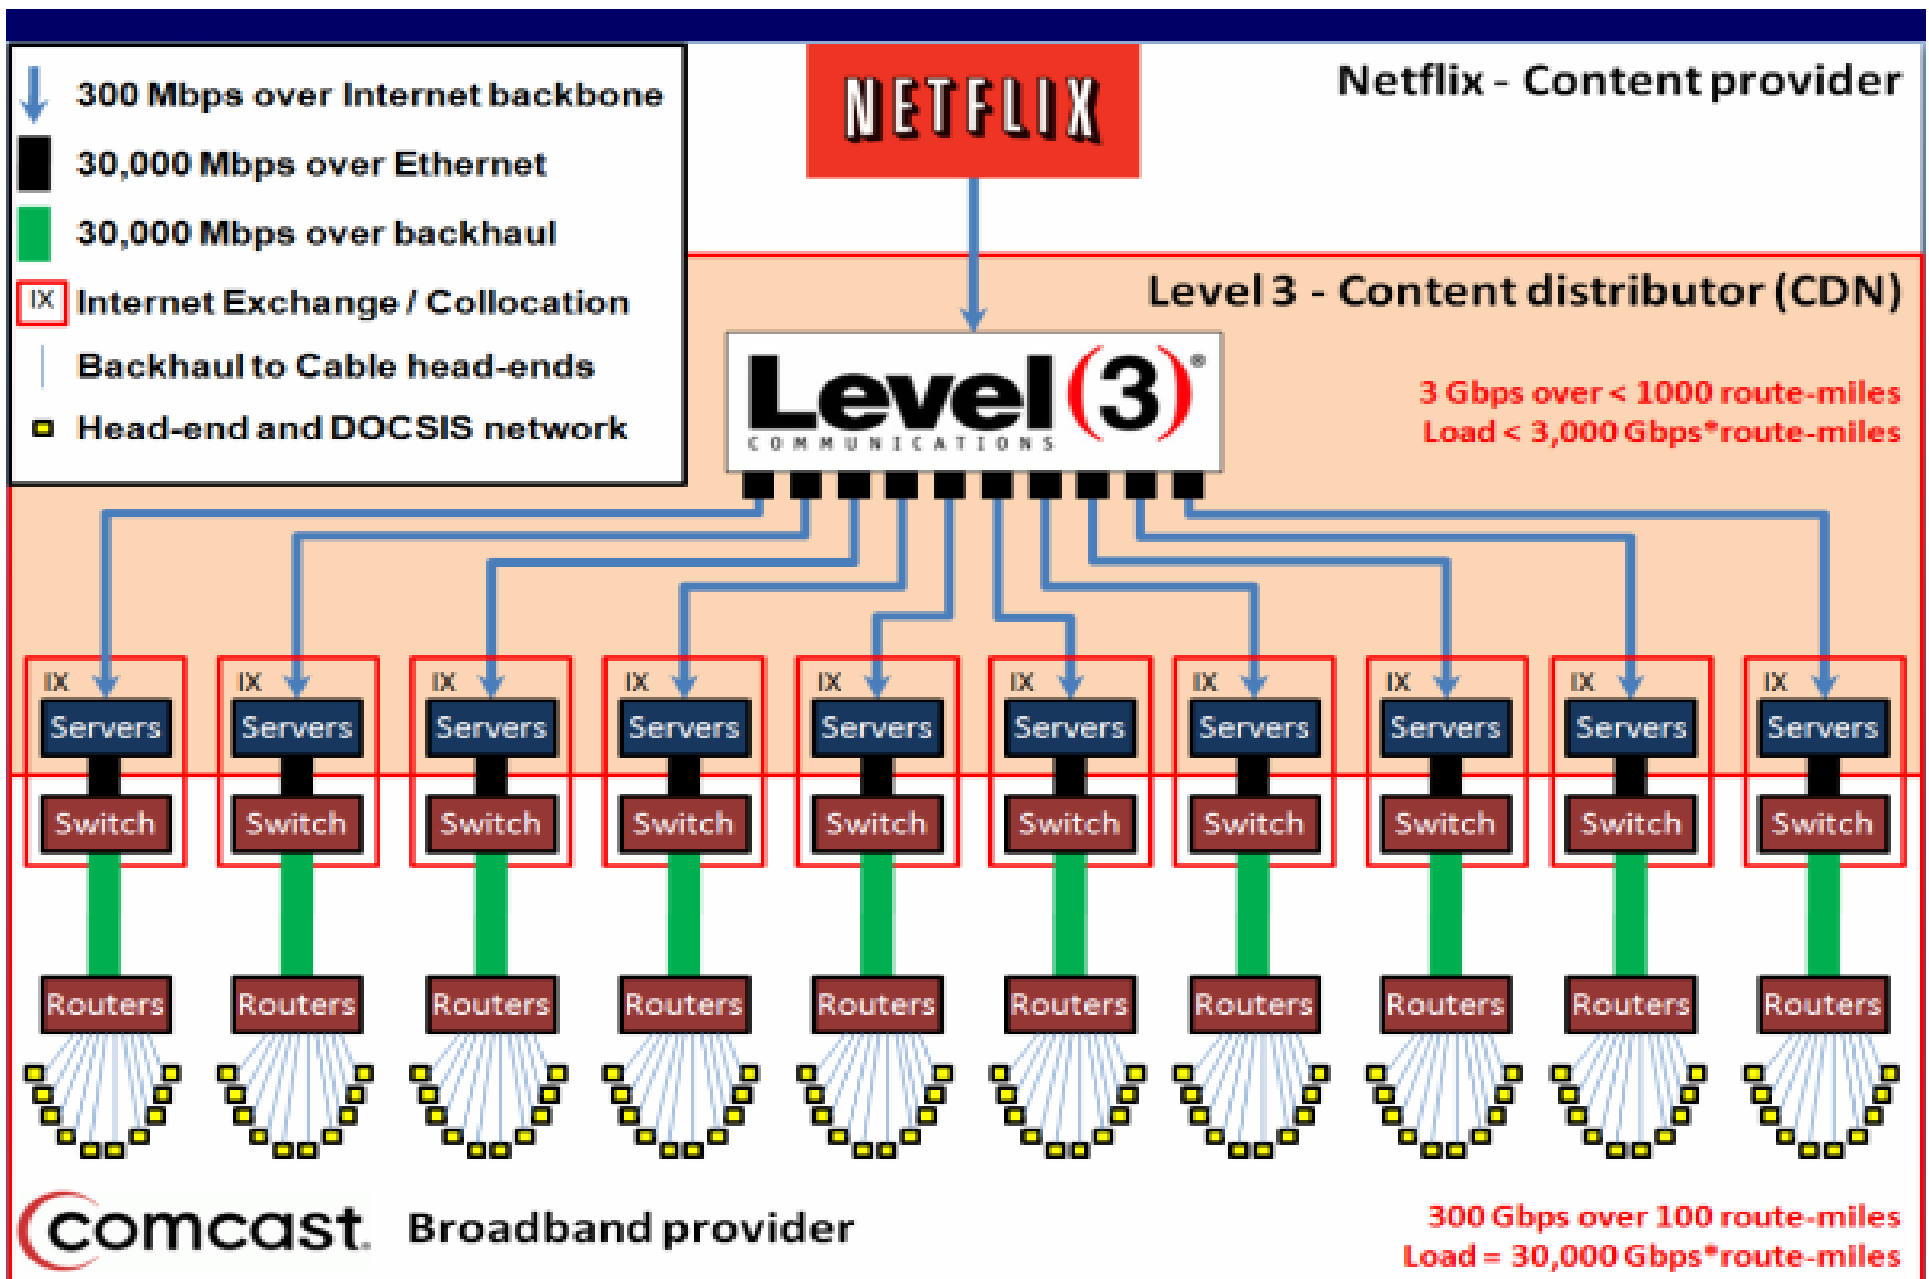 300 Mbps over Internet backbone
30,000 Mbps over Ethernet
30,000 Mbps over backhaul
IX Internet Exchange / Collocation
Backhaul to Cable head-ends
Head-end and DOCSIS network
NETFLIX
Netflix - Content provider
Level 3 - Content distributor (CDN)
Level (3)®
COMMUNICATIONS
3 Gbps over < 1000 route-miles
Load < 3,000 Gbps*route-miles
IX IX IX IX IX IX IX IX IX IX
Servers Servers Servers Servers Servers Servers Servers Servers Servers Servers
Switch Switch Switch Switch Switch Switch Switch Switch Switch Switch
Routers Routers Routers Routers Routers Routers Routers Routers Routers Routers
comcast. Broadband provider
300 Gbps over 100 route-miles
Load = 30,000 Gbps*route-miles